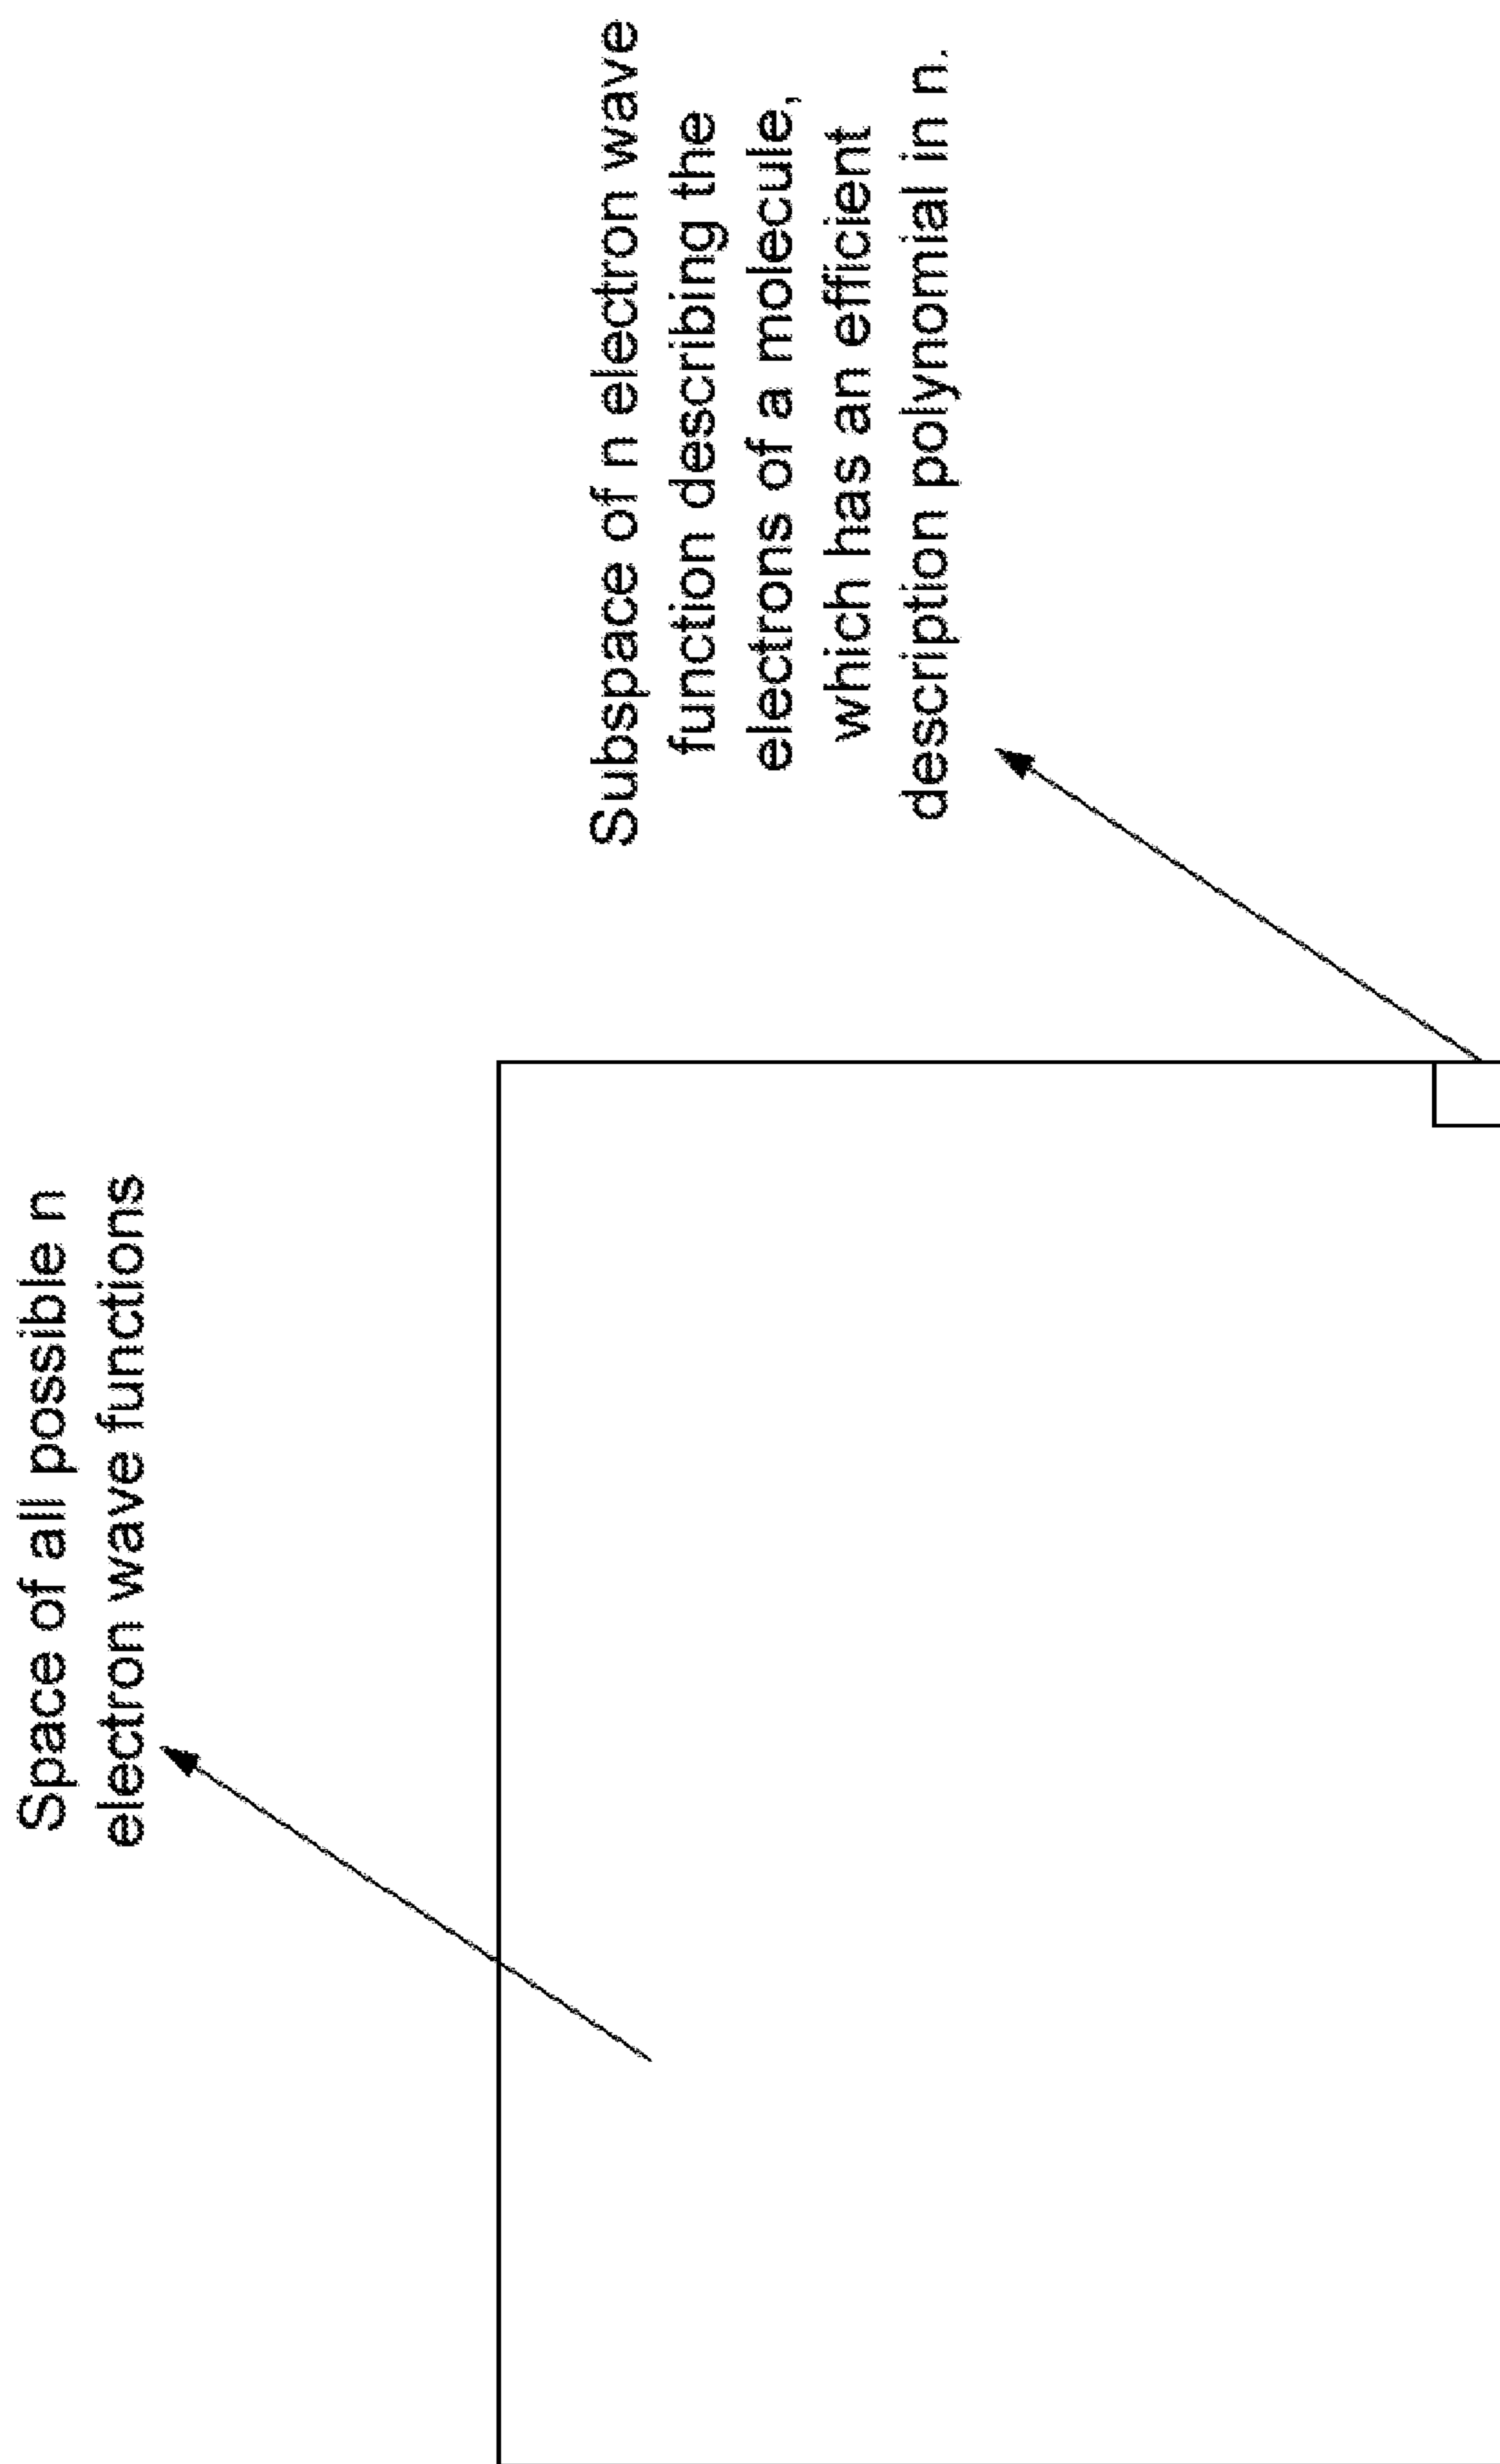 Space of all possible n
electron wave functions
Subspace of n electron wave
function describing the
electrons of a molecule,
which has an efficient
description polynomial in n.